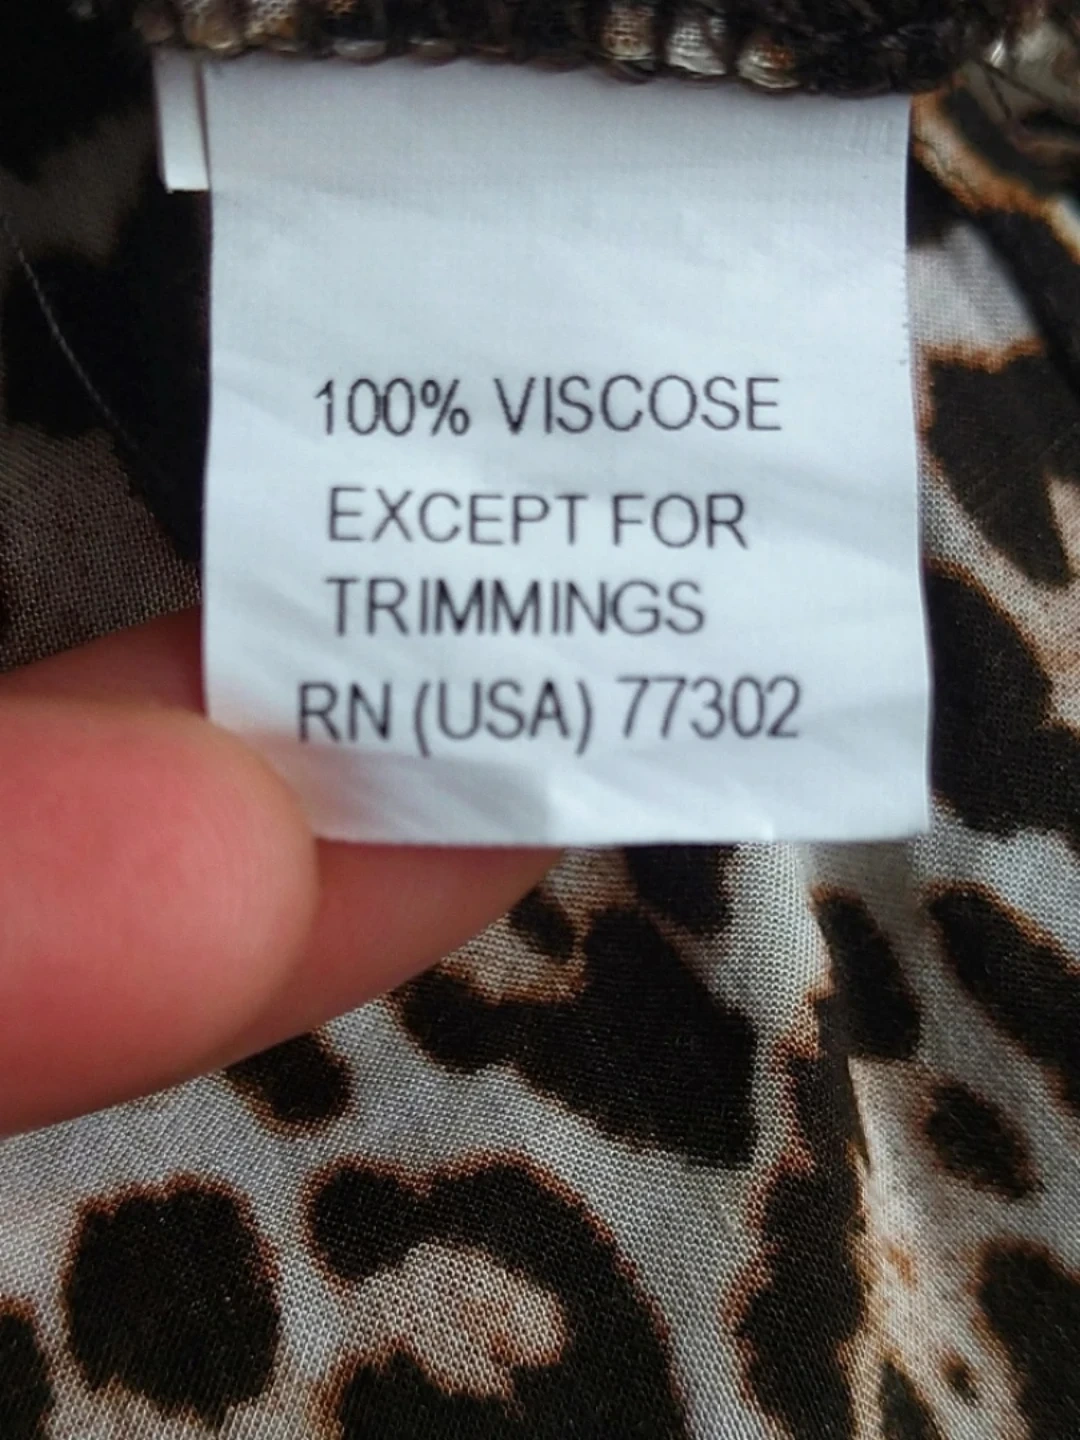 100% VISCOSE
EXCEPT FOR
TRIMMINGS
RN (USA) 77302